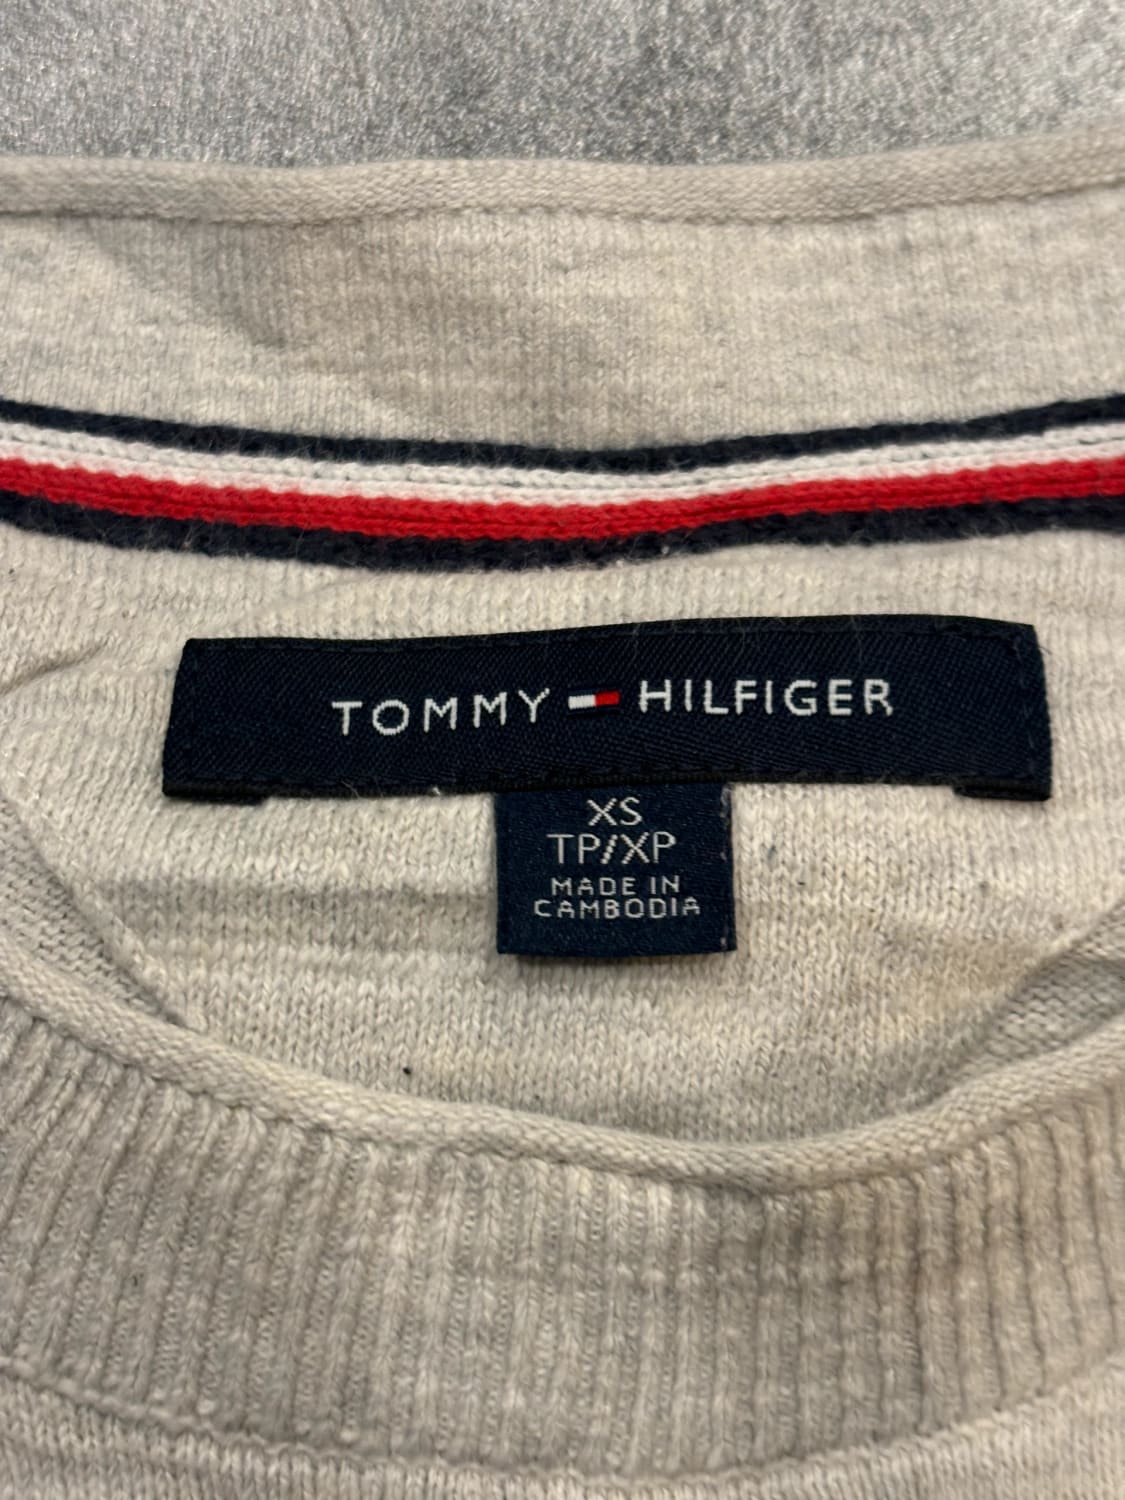 TOMMY HILFIGER
XS
TP/XP
MADE IN
CAMBODIA